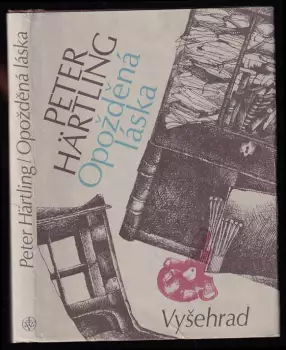 Peter Härtling/Opožděná láska
PETER
HÄRTLING
Opožděná
láska
Vyšehrad